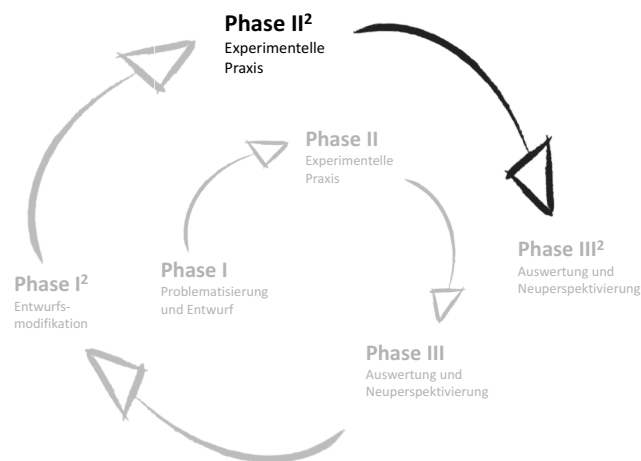 Phase II²
Experimentelle
Praxis
Phase II
Experimentelle
Praxis
Phase III²
Auswertung und
Neuperspektivierung
Phase I²
Entwurfs-
modifikation
Phase I
Problematisierung
und Entwurf
Phase III
Auswertung und
Neuperspektivierung